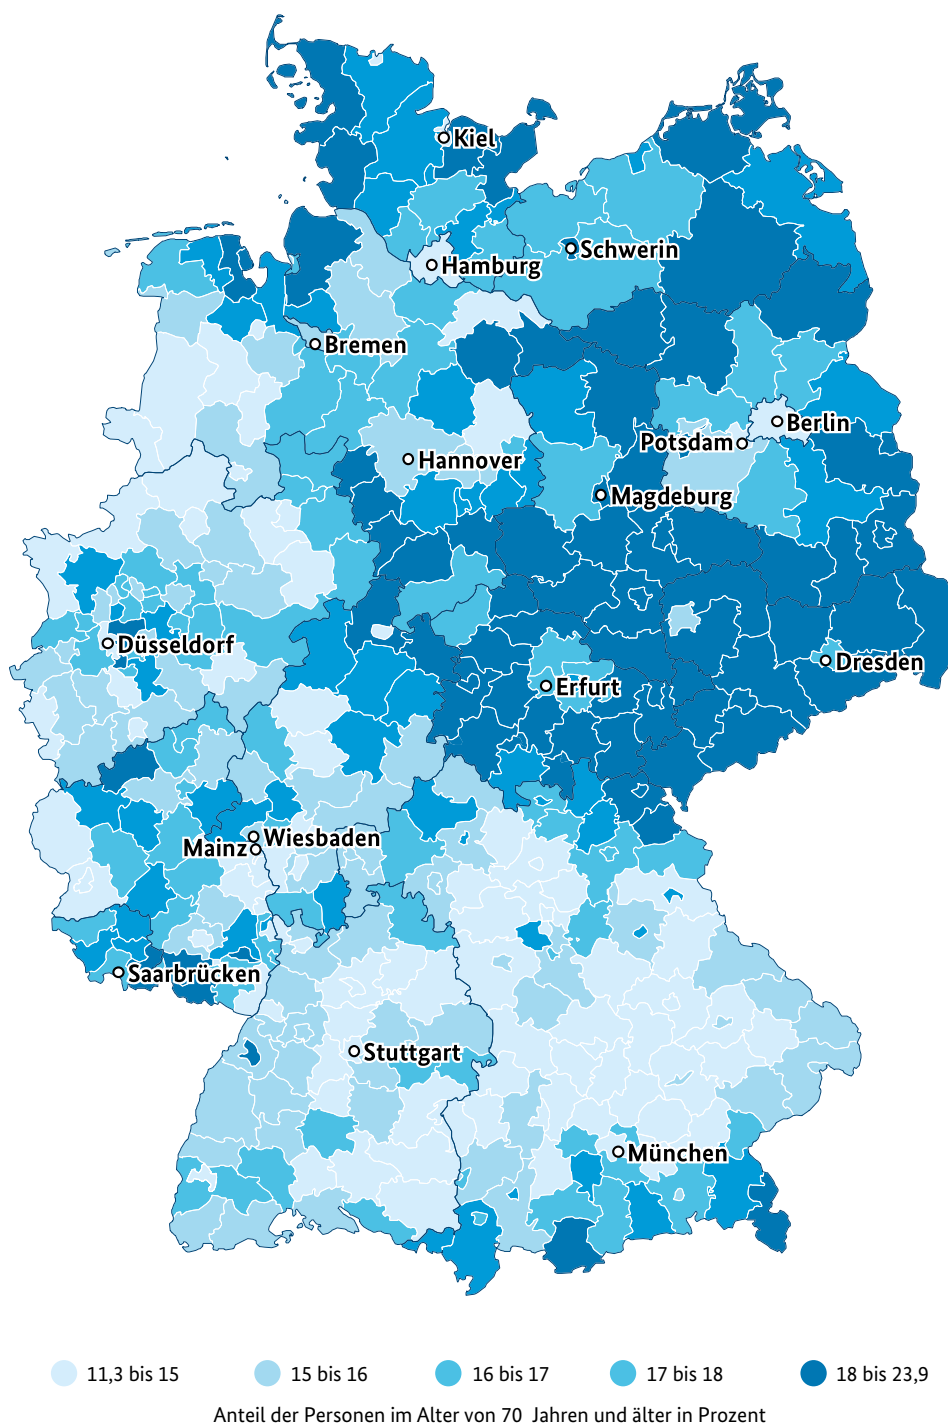 Kiel
Schwerin
Hamburg
Bremen
Berlin
Potsdam
Hannover
Magdeburg
Düsseldorf
Dresden
Erfurt
Wiesbaden
Mainz
Saarbrücken
Stuttgart
München
11,3 bis 15 15 bis 16 16 bis 17 17 bis 18 18 bis 23,9
Anteil der Personen im Alter von 70 Jahren und älter in Prozent